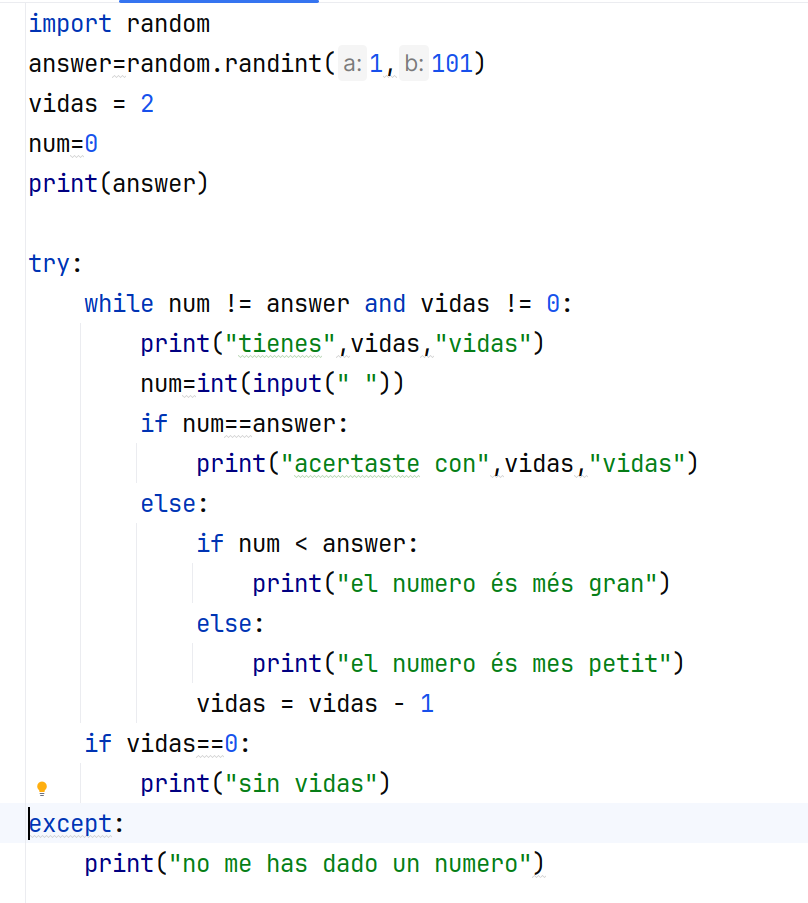 import random
answer=random.randint( a: 1, b: 101)
vidas = 2
num=0
print(answer)
try:
    while num != answer and vidas != 0:
        print("tienes",vidas,"vidas")
        num=int(input(" "))
        if num==answer:
            print("acertaste con",vidas,"vidas")
        else:
            if num < answer:
                print("el numero és més gran")
            else:
                print("el numero és mes petit")
            vidas = vidas - 1
    if vidas==0:
        print("sin vidas")
except:
    print("no me has dado un numero")